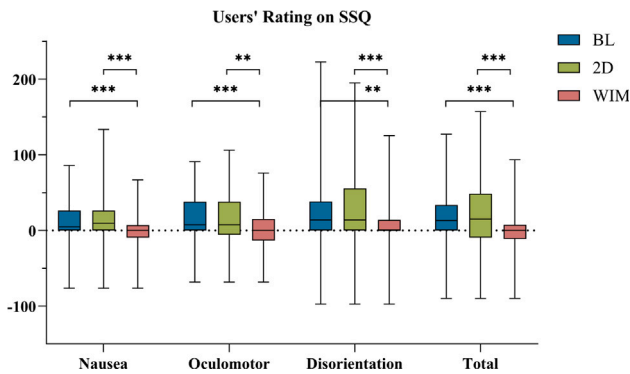 Users' Rating on SSQ
BL
2D
WIM
200
100
0
-100
*** ** *** ***
*** *** ** ***
Nausea Oculomotor Disorientation Total